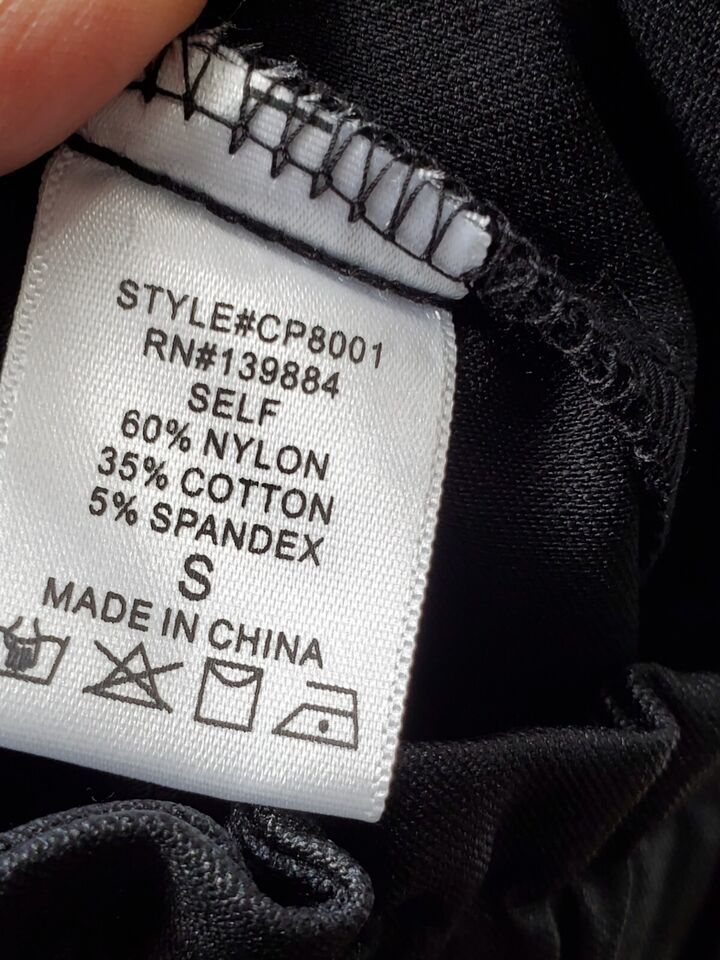 STYLE#CP8001
RN#139884
SELF
60% NYLON
35% COTTON
5% SPANDEX
S
MADE IN CHINA